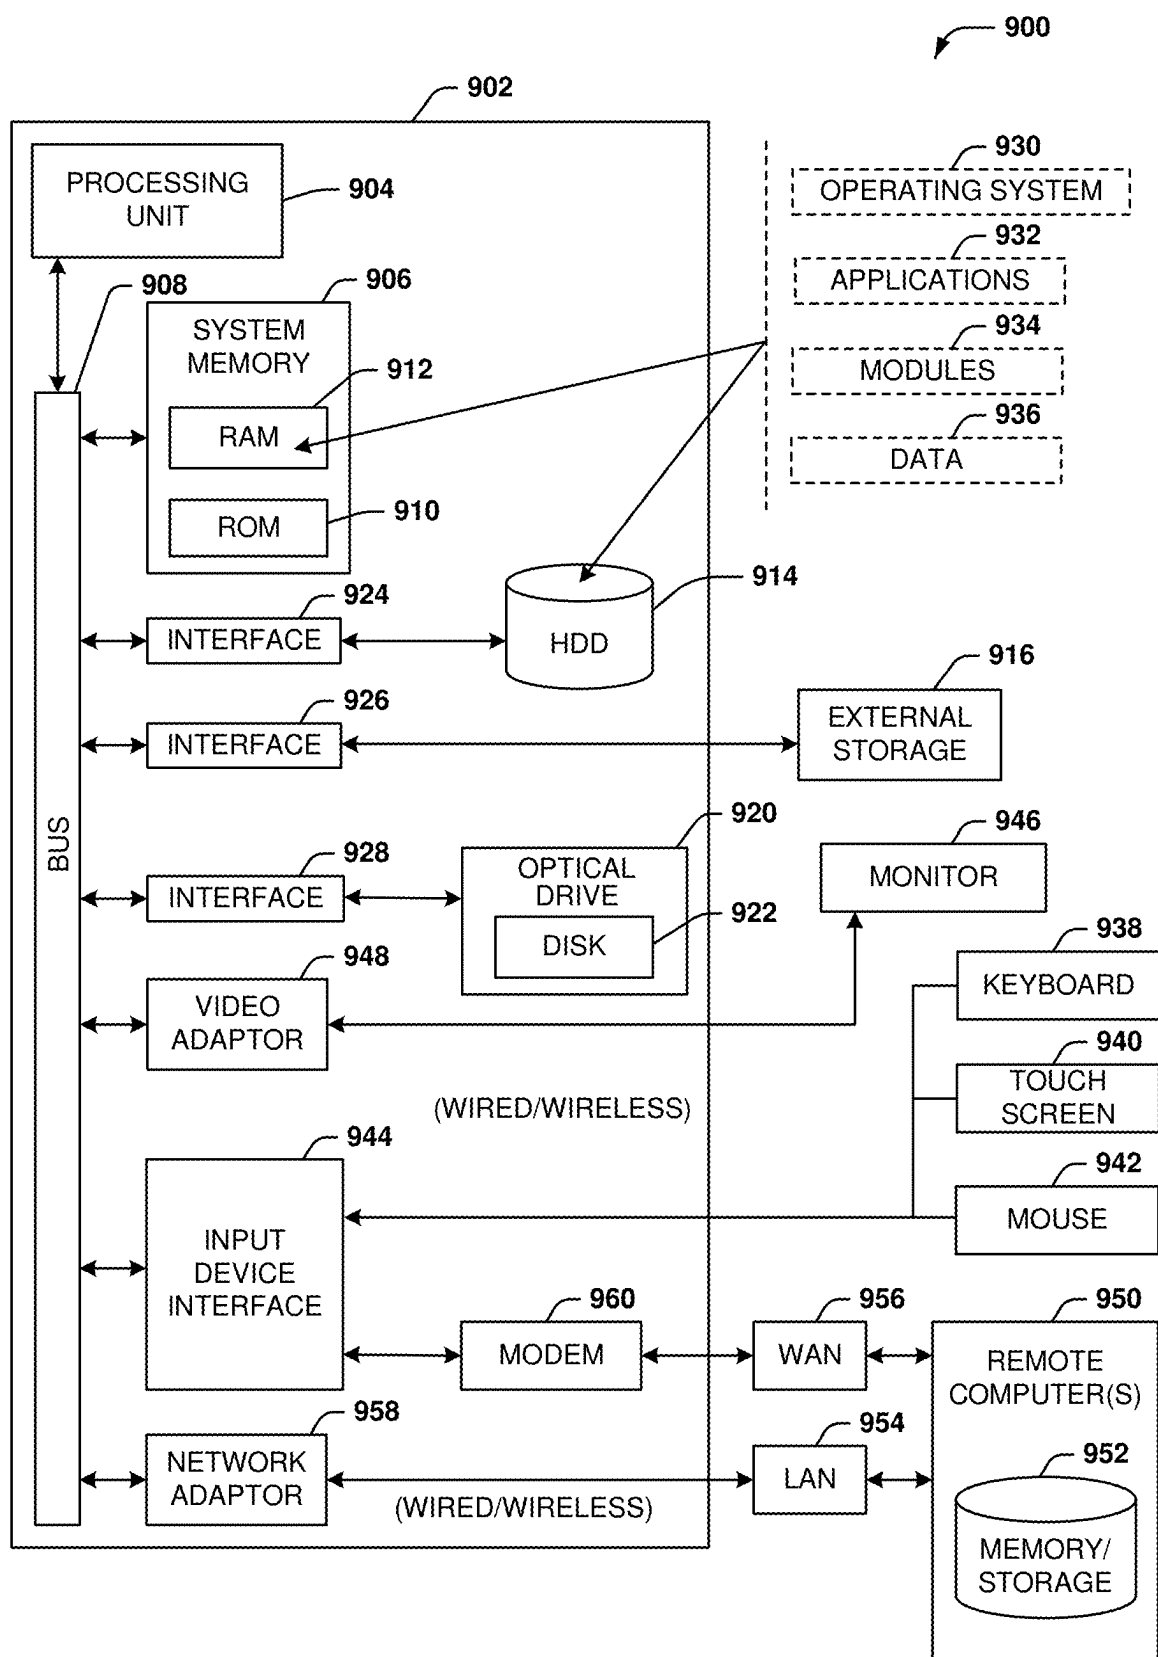 900
902
PROCESSING
UNIT
904
930
OPERATING SYSTEM
908
906
932
APPLICATIONS
SYSTEM
MEMORY
934
MODULES
912
RAM
936
DATA
910
ROM
914
924
INTERFACE
HDD
916
926
INTERFACE
EXTERNAL
STORAGE
BUS
920
946
928
INTERFACE
OPTICAL
DRIVE
MONITOR
922
DISK
938
KEYBOARD
948
VIDEO
ADAPTOR
940
TOUCH
SCREEN
(WIRED/WIRELESS)
944
942
MOUSE
INPUT
DEVICE
INTERFACE
960
956
950
MODEM
WAN
REMOTE
COMPUTER(S)
958
954
NETWORK
ADAPTOR
LAN
952
(WIRED/WIRELESS)
MEMORY/
STORAGE